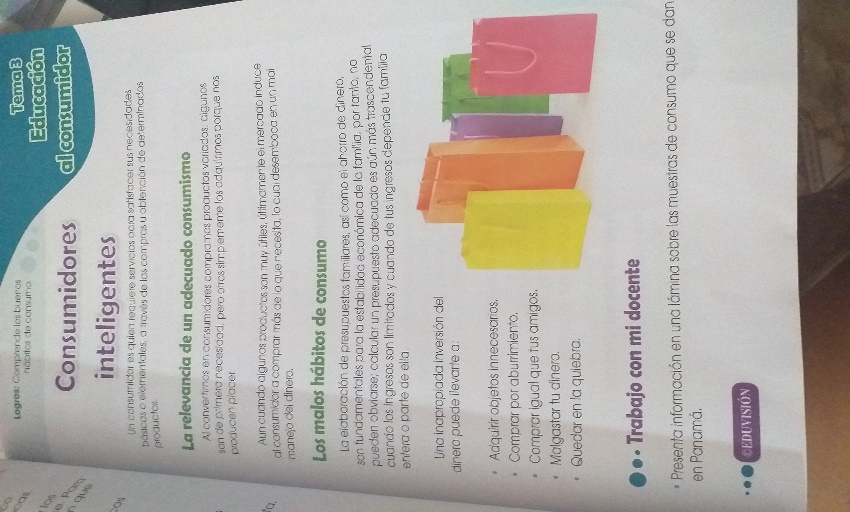 Tema 3
Educación
al consumidor
Logros: Comprende los buenos
hábitos de consumo.
Consumidores
inteligentes
Un consumidor es quien requiere servicios para satisfacer sus necesidades
básicas o elementales, a través de las compras u obtención de determinados
productos.
La relevancia de un adecuado consumismo
Al convertirnos en consumidores compramos productos variados, algunos
son de primera necesidad, pero otros simplemente los adquirimos porque nos
producen placer.
Aun cuando algunos productos son muy útiles, últimamente el mercado induce
al consumidor a comprar más de lo que necesita, lo cual desemboca en un mal
manejo del dinero.
Los malos hábitos de consumo
La elaboración de presupuestos familiares, así como el ahorro de dinero,
son fundamentales para la estabilidad económica de la familia, por tanto, no
pueden obviarse; calcular un presupuesto adecuado es aún más trascendental
cuando los ingresos son limitados y cuando de tus ingresos depende tu familia
entera o parte de ella.
Una inapropiada inversión del
dinero puede llevarte a:
• Adquirir objetos innecesarios.
• Comprar por aburrimiento.
• Comprar igual que tus amigos.
• Malgastar tu dinero.
• Quedar en la quiebra.
Trabajo con mi docente
• Presenta información en una lámina sobre las muestras de consumo que se dan
en Panamá.
©EDUVISIÓN